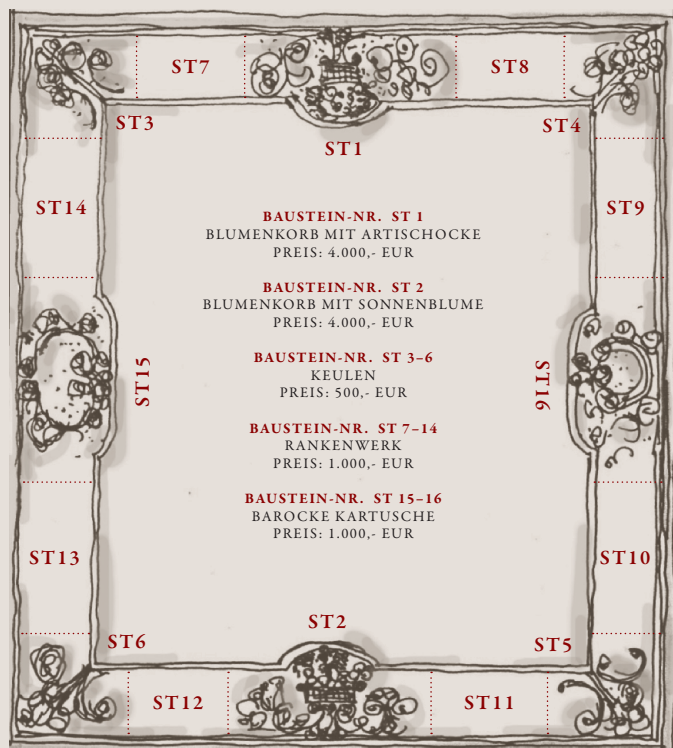 ST7
ST8
ST3
ST4
ST1
ST14
ST9
BAUSTEIN-NR. ST 1
BLUMENKORB MIT ARTISCHOCKE
PREIS: 4.000,- EUR
BAUSTEIN-NR. ST 2
BLUMENKORB MIT SONNENBLUME
PREIS: 4.000,- EUR
ST15
ST16
BAUSTEIN-NR. ST 3–6
KEULEN
PREIS: 500,- EUR
BAUSTEIN-NR. ST 7–14
RANKENWERK
PREIS: 1.000,- EUR
BAUSTEIN-NR. ST 15–16
BAROCKE KARTUSCHE
PREIS: 1.000,- EUR
ST13
ST10
ST6
ST2
ST5
ST12
ST11